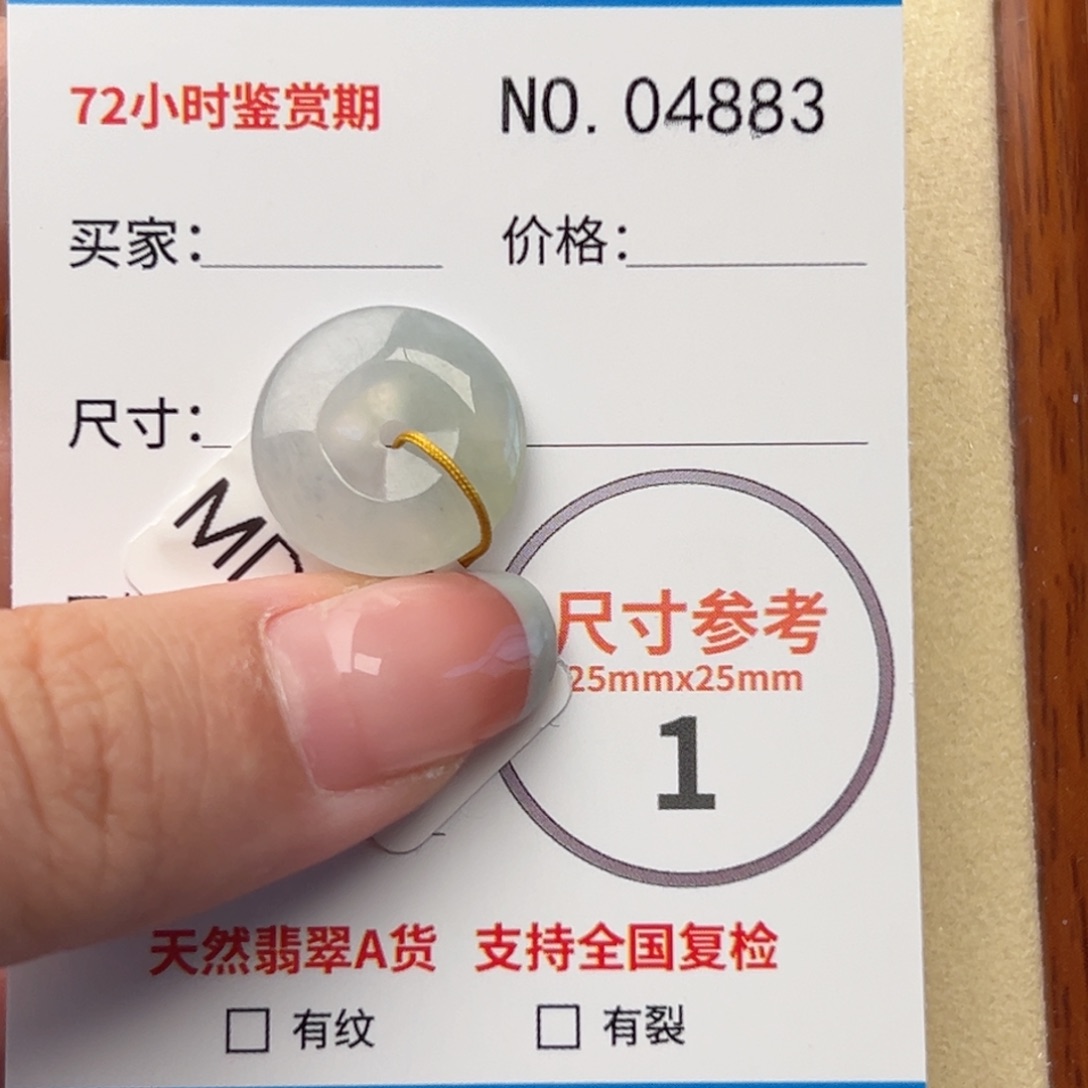 72小时鉴赏期 NO. 04883
买家： 价格：
尺寸：
尺寸参考
25mmx25mm
1
天然翡翠A货 支持全国复检
□ 有纹 □ 有裂